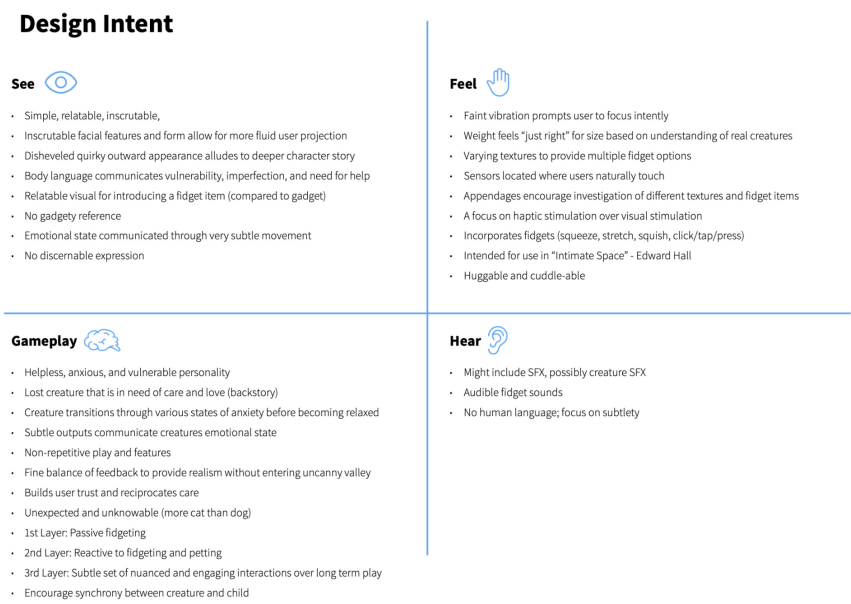 Design Intent
See
• Simple, relatable, inscrutable,
• Inscrutable facial features and form allow for more fluid user projection
• Disheveled quirky outward appearance alludes to deeper character story
• Body language communicates vulnerability, imperfection, and need for help
• Relatable visual for introducing a fidget item (compared to gadget)
• No gadgety reference
• Emotional state communicated through very subtle movement
• No discernable expression
Feel
• Faint vibration prompts user to focus intently
• Weight feels “just right” for size based on understanding of real creatures
• Varying textures to provide multiple fidget options
• Sensors located where users naturally touch
• Appendages encourage investigation of different textures and fidget items
• A focus on haptic stimulation over visual stimulation
• Incorporates fidgets (squeeze, stretch, squish, click/tap/press)
• Intended for use in “Intimate Space” - Edward Hall
• Huggable and cuddle-able
Gameplay
• Helpless, anxious, and vulnerable personality
• Lost creature that is in need of care and love (backstory)
• Creature transitions through various states of anxiety before becoming relaxed
• Subtle outputs communicate creatures emotional state
• Non-repetitive play and features
• Fine balance of feedback to provide realism without entering uncanny valley
• Builds user trust and reciprocates care
• Unexpected and unknowable (more cat than dog)
• 1st Layer: Passive fidgeting
• 2nd Layer: Reactive to fidgeting and petting
• 3rd Layer: Subtle set of nuanced and engaging interactions over long term play
• Encourage synchrony between creature and child
Hear
• Might include SFX, possibly creature SFX
• Audible fidget sounds
• No human language; focus on subtlety